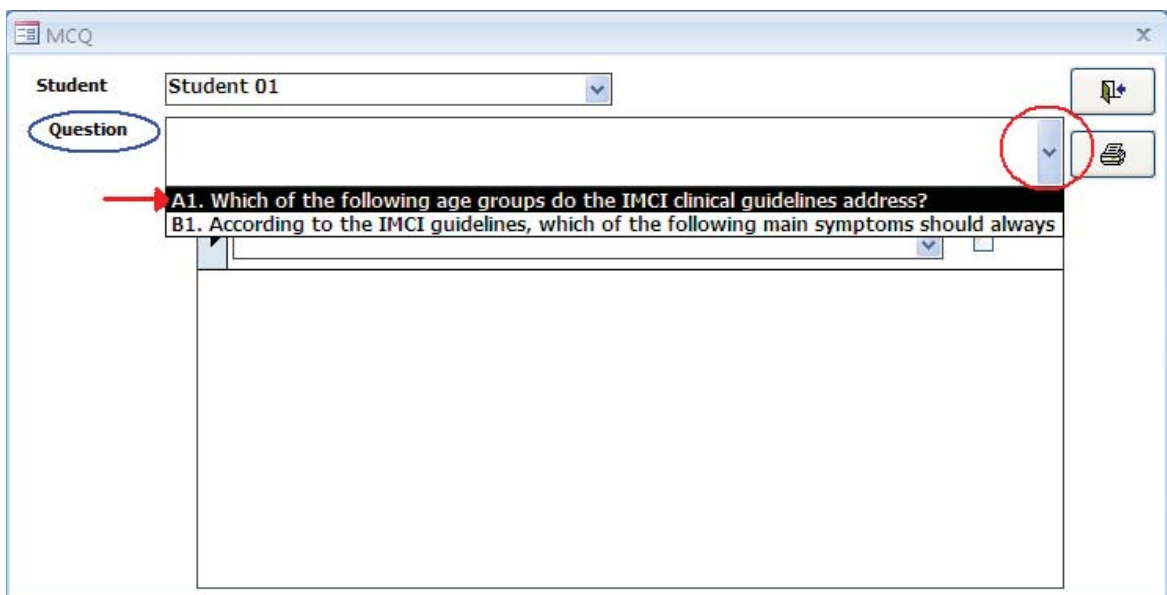 MCQ
Student Student 01
Question
A1. Which of the following age groups do the IMCI clinical guidelines address?
B1. According to the IMCI guidelines, which of the following main symptoms should always